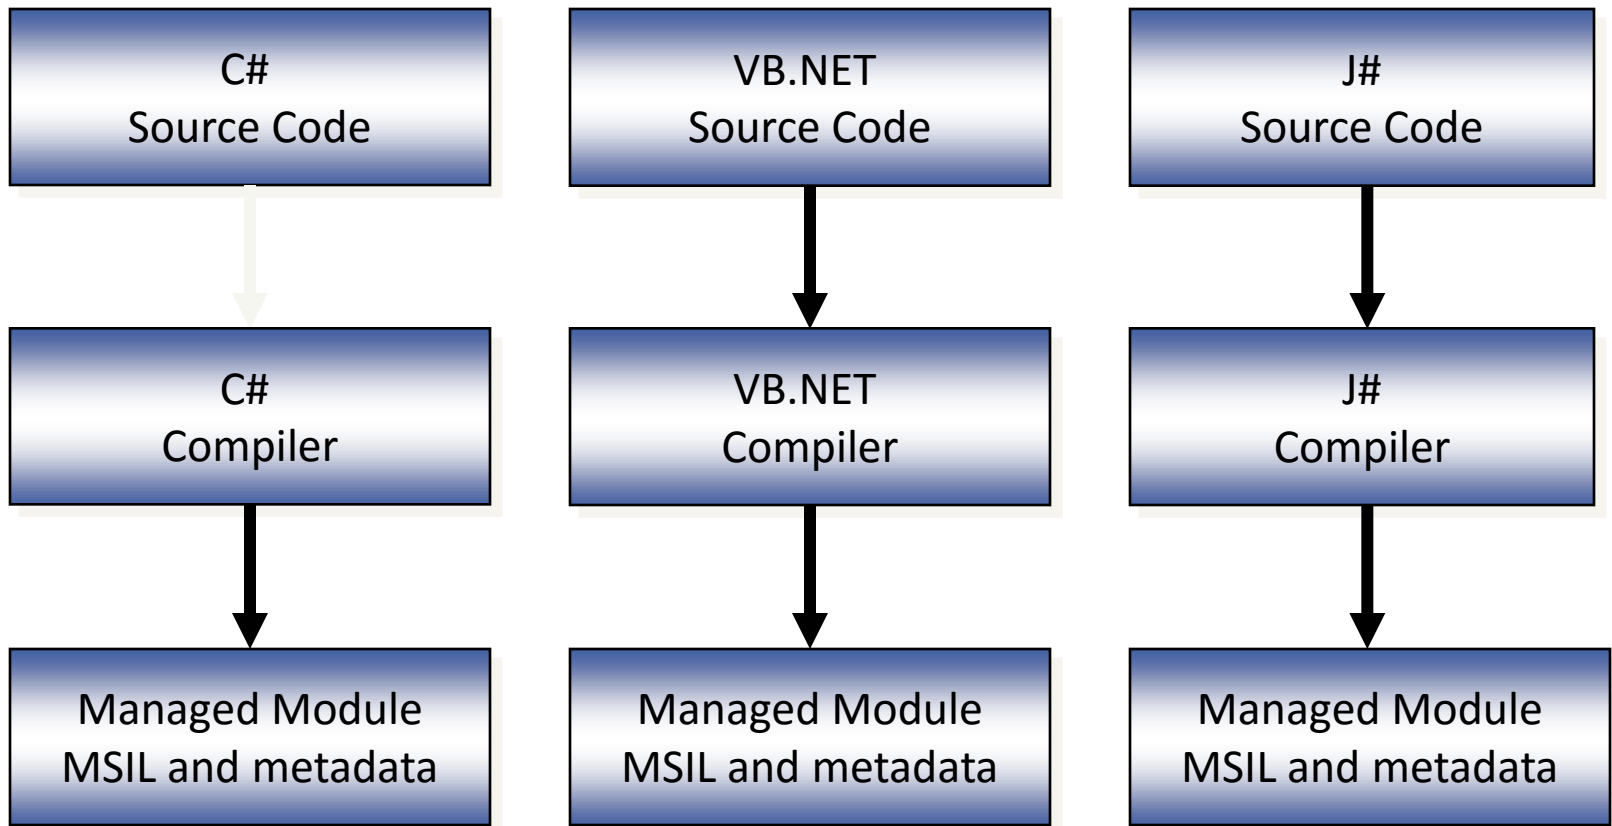 C#
Source Code
VB.NET
Source Code
J#
Source Code
C#
Compiler
VB.NET
Compiler
J#
Compiler
Managed Module
MSIL and metadata
Managed Module
MSIL and metadata
Managed Module
MSIL and metadata